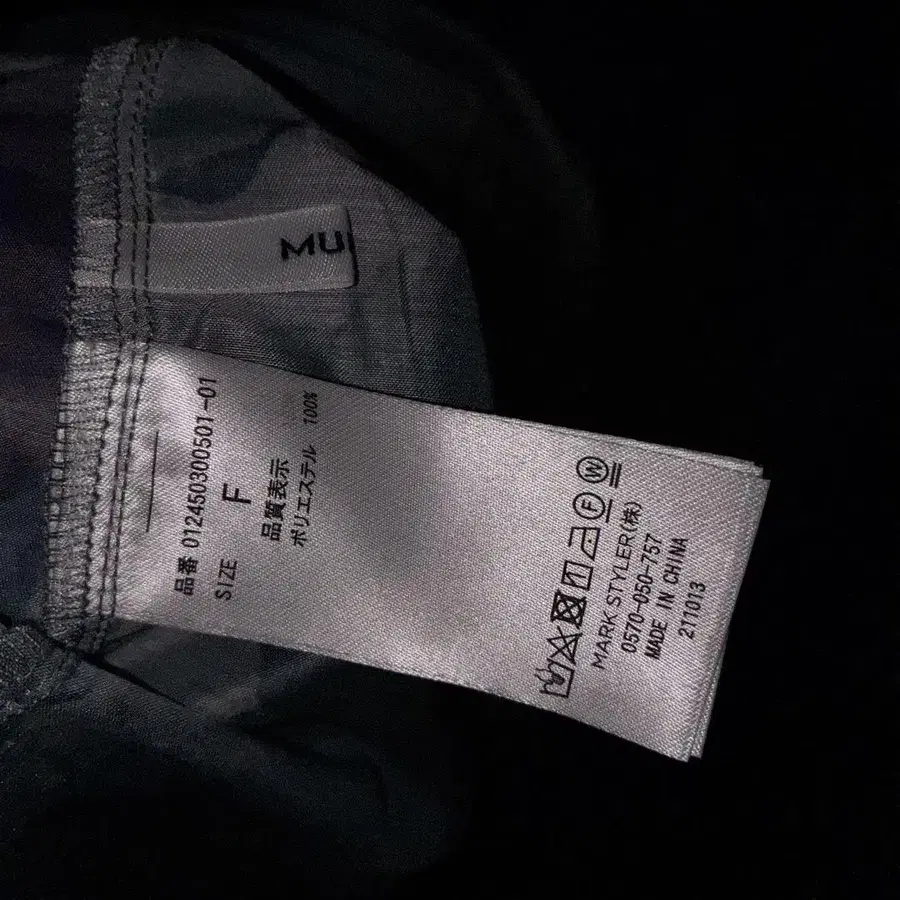 MU
品番 012450300501-01
SIZE F
品質表示
ポリエステル 100%
F W
MARK STYLER(株)
0570-050-757
MADE IN CHINA
211013